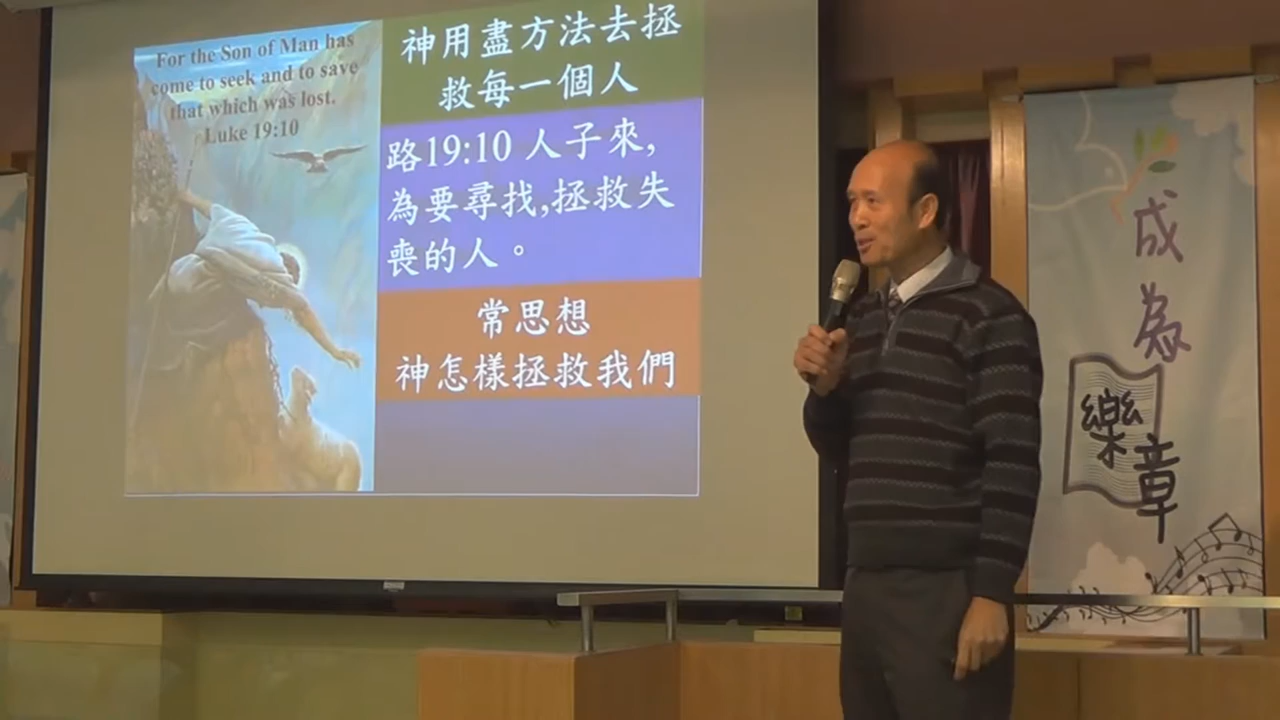 For the Son of Man has
come to seek and to save
that which was lost.
Luke 19:10
神用盡方法去拯
救每一個人
路19:10 人子來,
為要尋找,拯救失
喪的人。
常思想
神怎樣拯救我們
成為
樂章